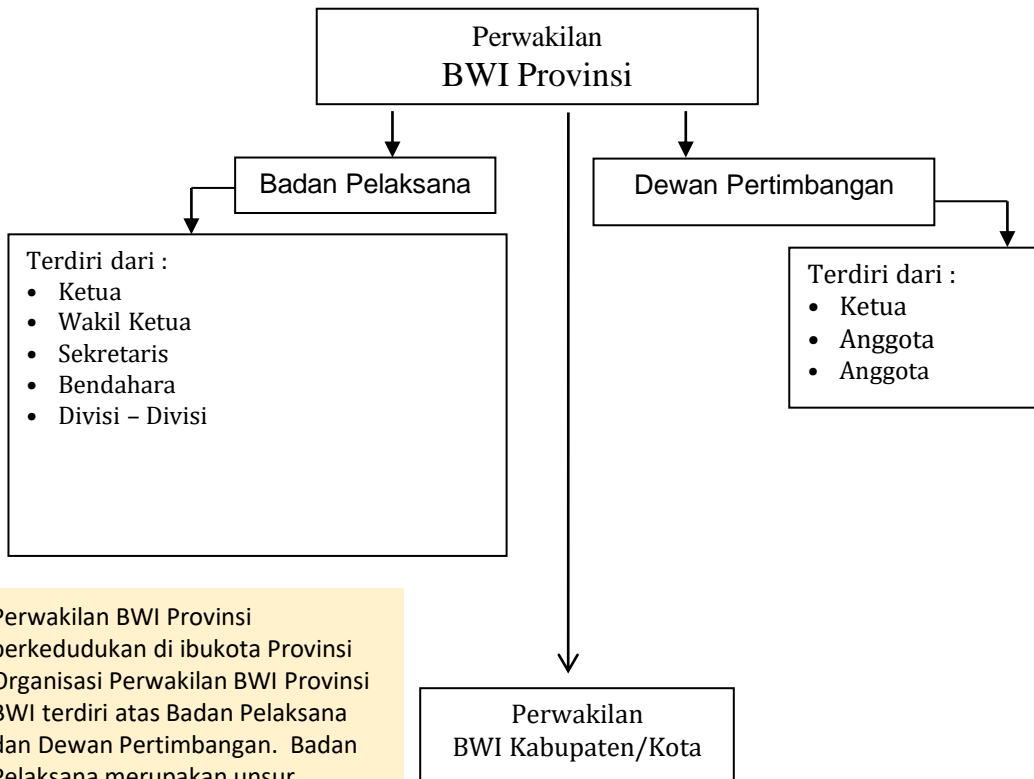 Perwakilan
BWI Provinsi
Badan Pelaksana
Dewan Pertimbangan
Terdiri dari :
• Ketua
• Wakil Ketua
• Sekretaris
• Bendahara
• Divisi – Divisi
Terdiri dari :
• Ketua
• Anggota
• Anggota
Perwakilan BWI Provinsi
berkedudukan di ibukota Provinsi
Organisasi Perwakilan BWI Provinsi
BWI terdiri atas Badan Pelaksana
dan Dewan Pertimbangan. Badan
Pelaksana merupakan unsur
Perwakilan
BWI Kabupaten/Kota